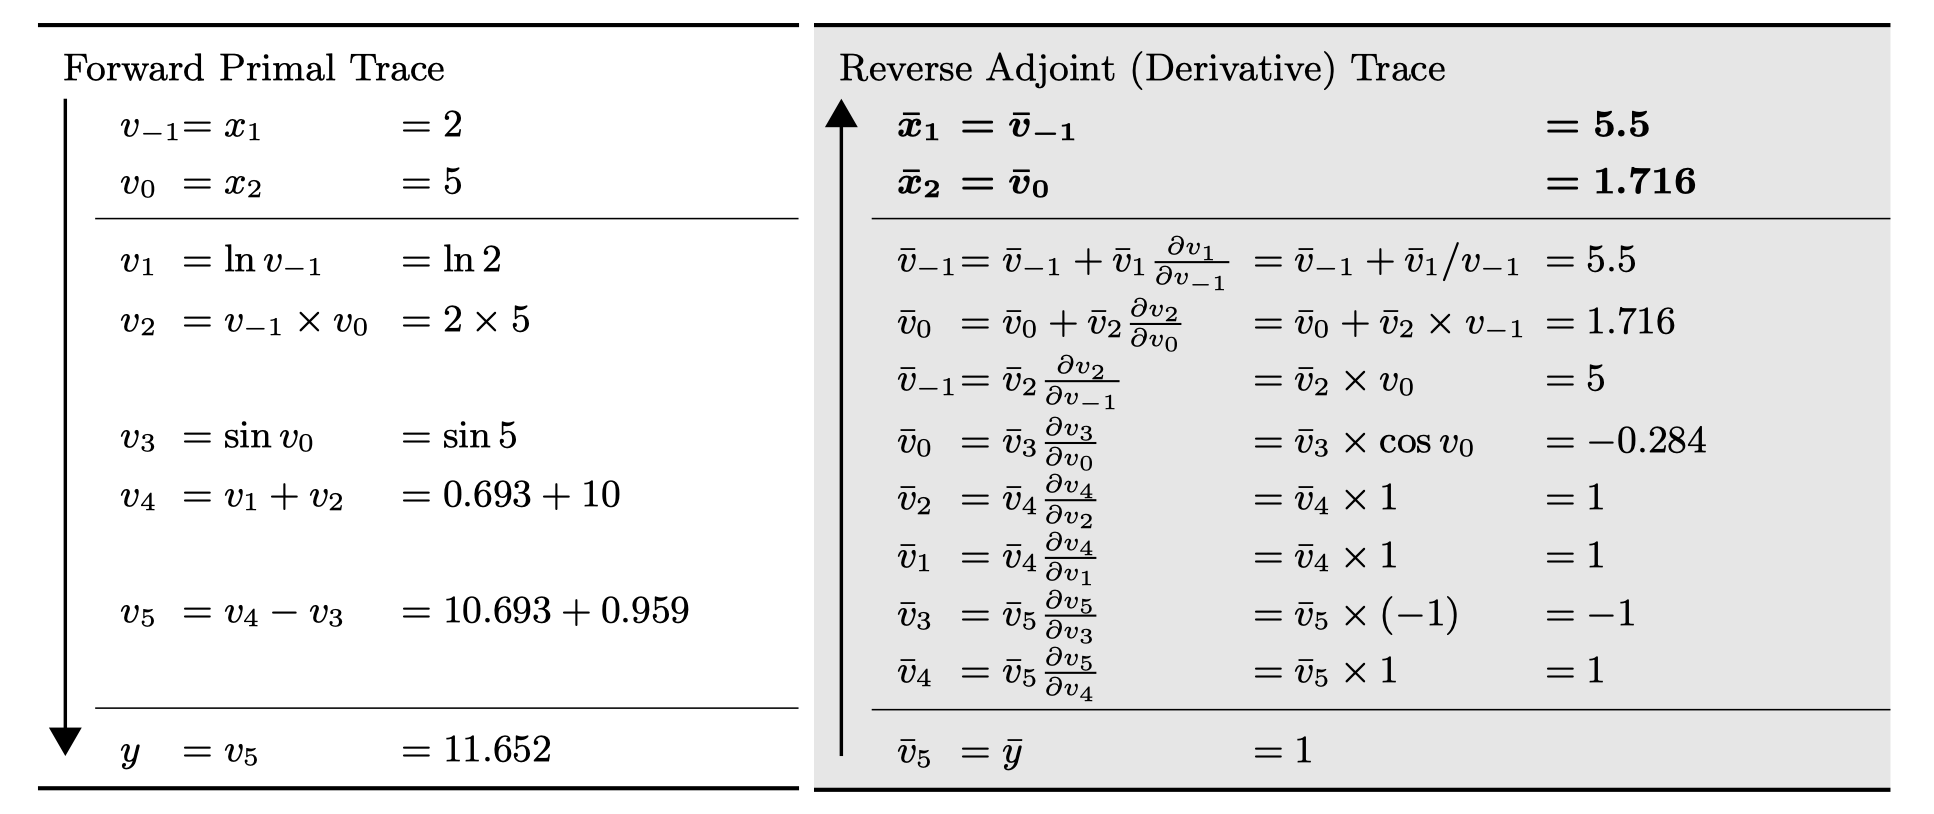 Forward Primal Trace
v₋₁ = x₁ = 2
v₀ = x₂ = 5
v₁ = ln v₋₁ = ln 2
v₂ = v₋₁ × v₀ = 2 × 5
v₃ = sin v₀ = sin 5
v₄ = v₁ + v₂ = 0.693 + 10
v₅ = v₄ − v₃ = 10.693 + 0.959
y = v₅ = 11.652
Reverse Adjoint (Derivative) Trace
x̄₁ = v̄₋₁ = 5.5
x̄₂ = v̄₀ = 1.716
v̄₋₁ = v̄₋₁ + v̄₁ ∂v₁/∂v₋₁ = v̄₋₁ + v̄₁/v₋₁ = 5.5
v̄₀ = v̄₀ + v̄₂ ∂v₂/∂v₀ = v̄₀ + v̄₂ × v₋₁ = 1.716
v̄₋₁ = v̄₂ ∂v₂/∂v₋₁ = v̄₂ × v₀ = 5
v̄₀ = v̄₃ ∂v₃/∂v₀ = v̄₃ × cos v₀ = −0.284
v̄₂ = v̄₄ ∂v₄/∂v₂ = v̄₄ × 1 = 1
v̄₁ = v̄₄ ∂v₄/∂v₁ = v̄₄ × 1 = 1
v̄₃ = v̄₅ ∂v₅/∂v₃ = v̄₅ × (−1) = −1
v̄₄ = v̄₅ ∂v₅/∂v₄ = v̄₅ × 1 = 1
v̄₅ = ȳ = 1